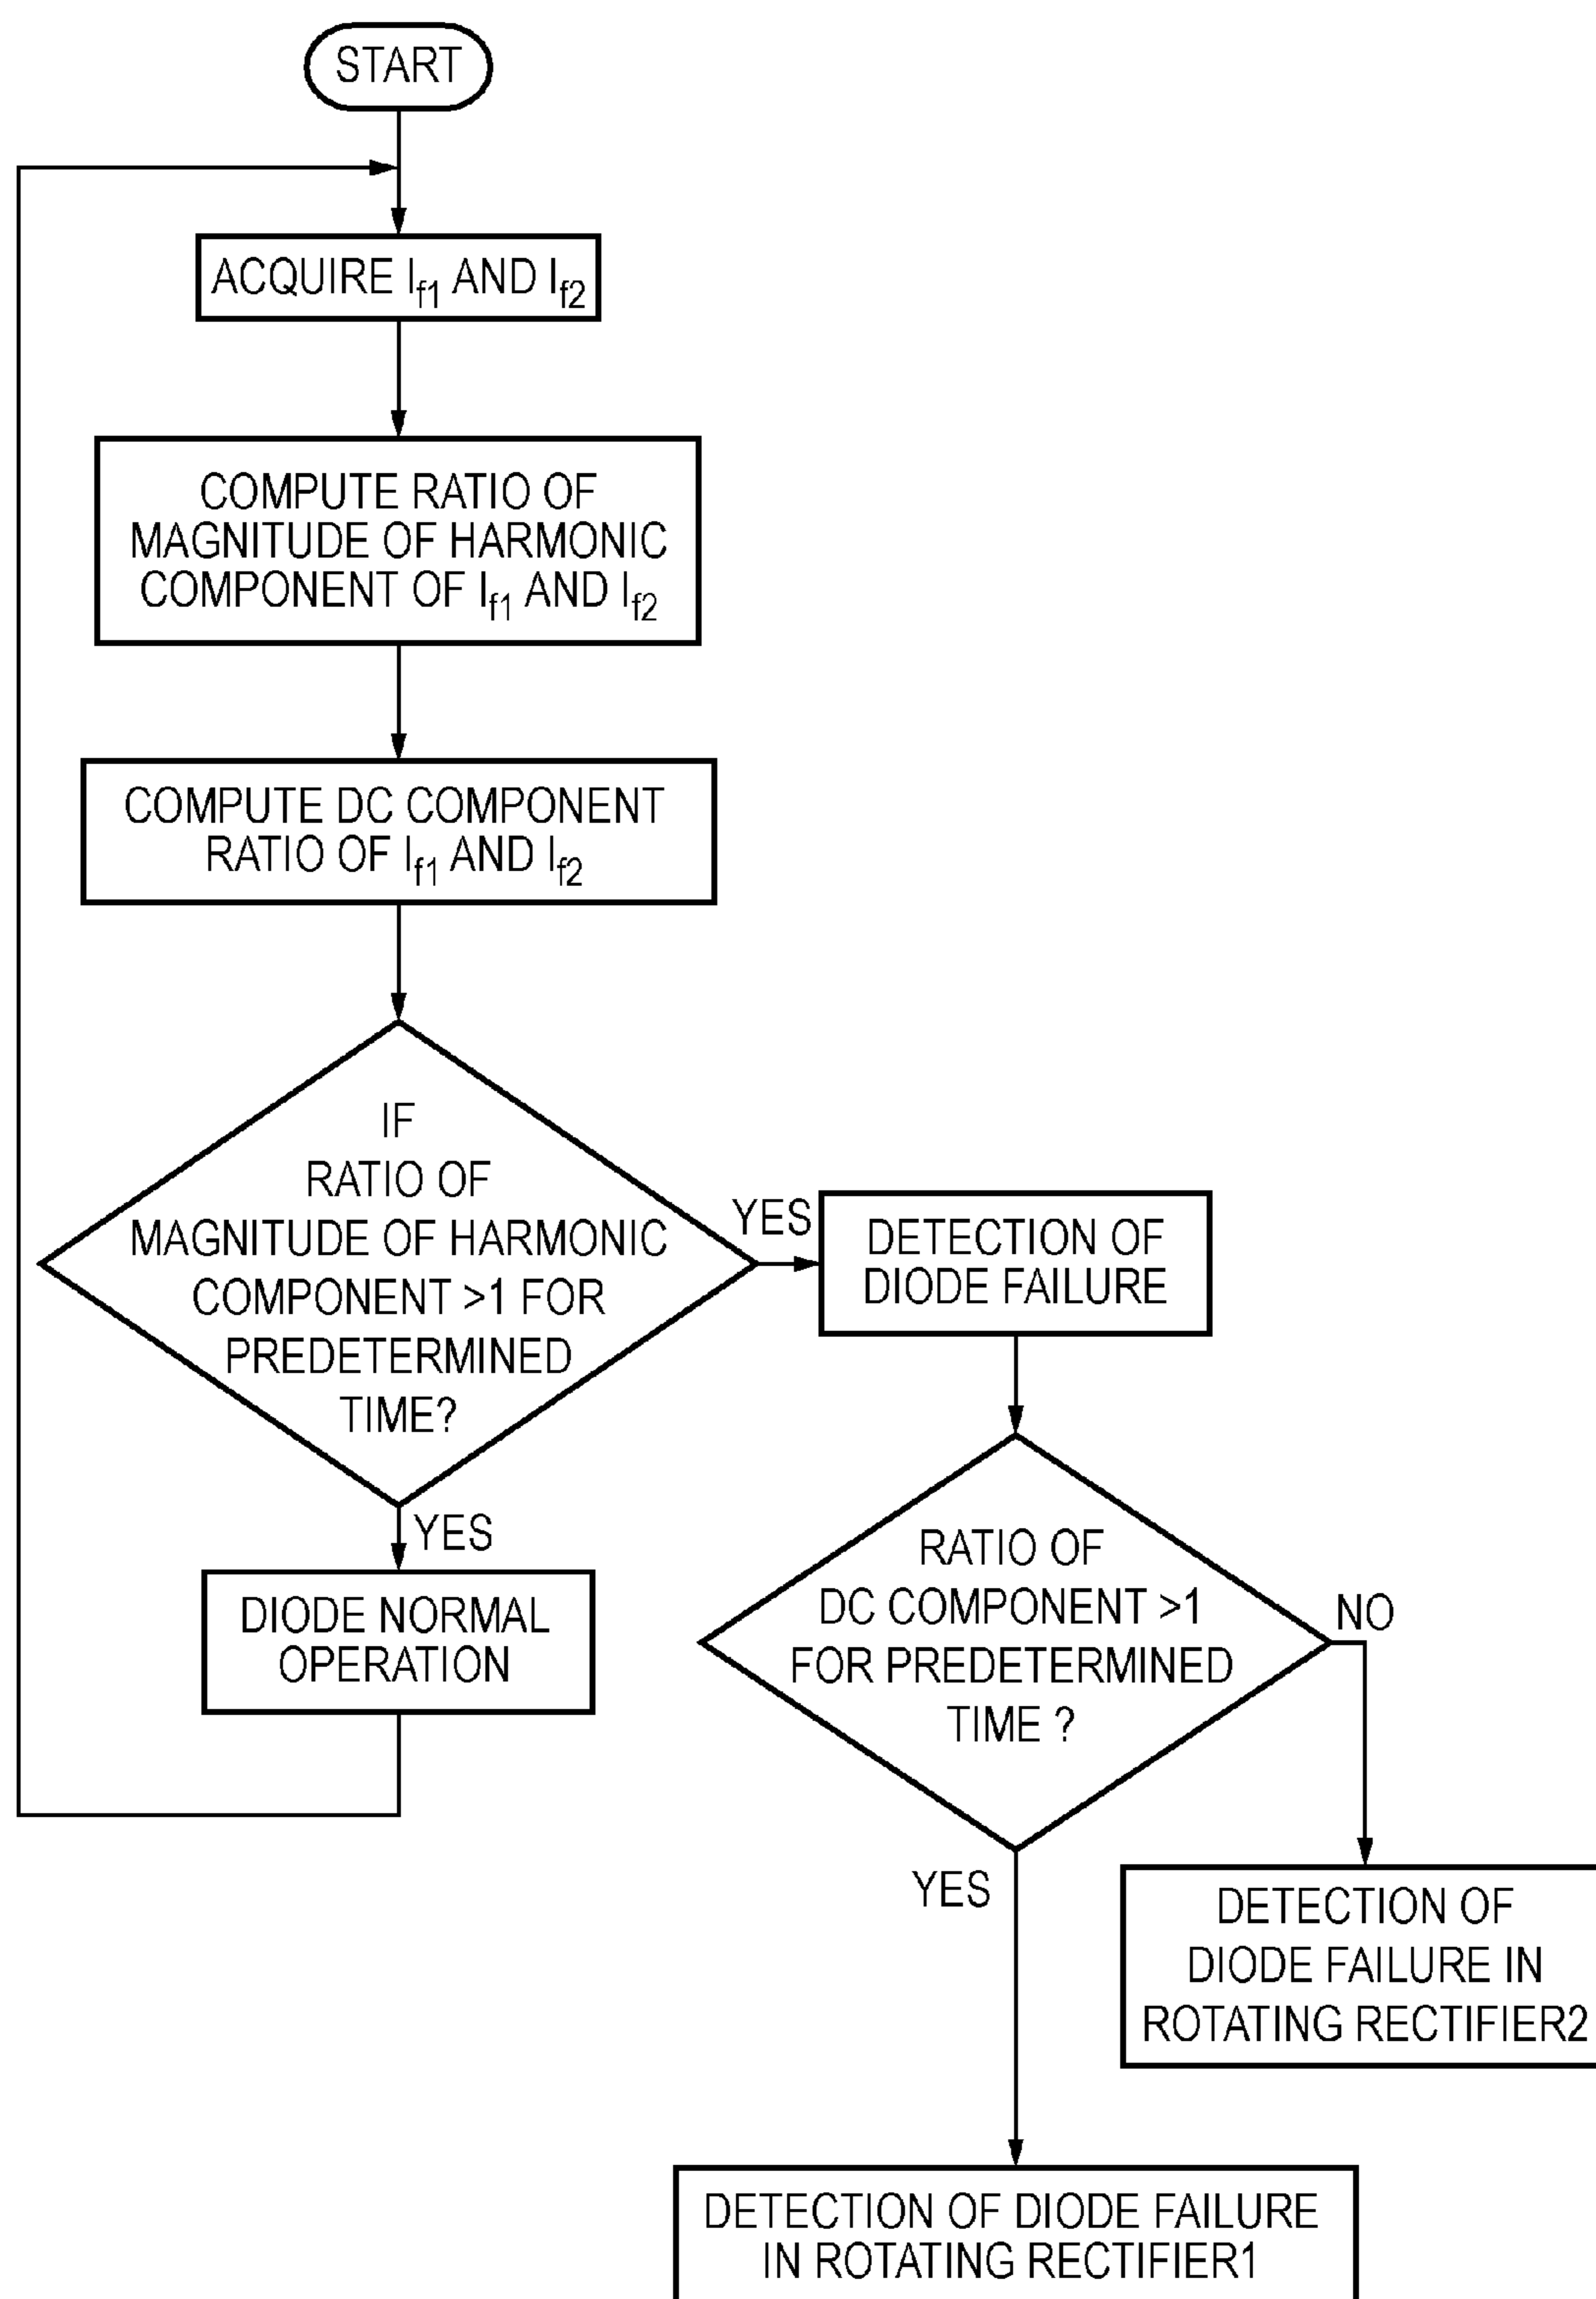 START
ACQUIRE If1 AND If2
COMPUTE RATIO OF
MAGNITUDE OF HARMONIC
COMPONENT OF If1 AND If2
COMPUTE DC COMPONENT
RATIO OF If1 AND If2
IF
RATIO OF
MAGNITUDE OF HARMONIC
COMPONENT >1 FOR
PREDETERMINED
TIME?
YES
DETECTION OF
DIODE FAILURE
YES
DIODE NORMAL
OPERATION
RATIO OF
DC COMPONENT >1
FOR PREDETERMINED
TIME ?
NO
YES
DETECTION OF
DIODE FAILURE IN
ROTATING RECTIFIER2
DETECTION OF DIODE FAILURE
IN ROTATING RECTIFIER1